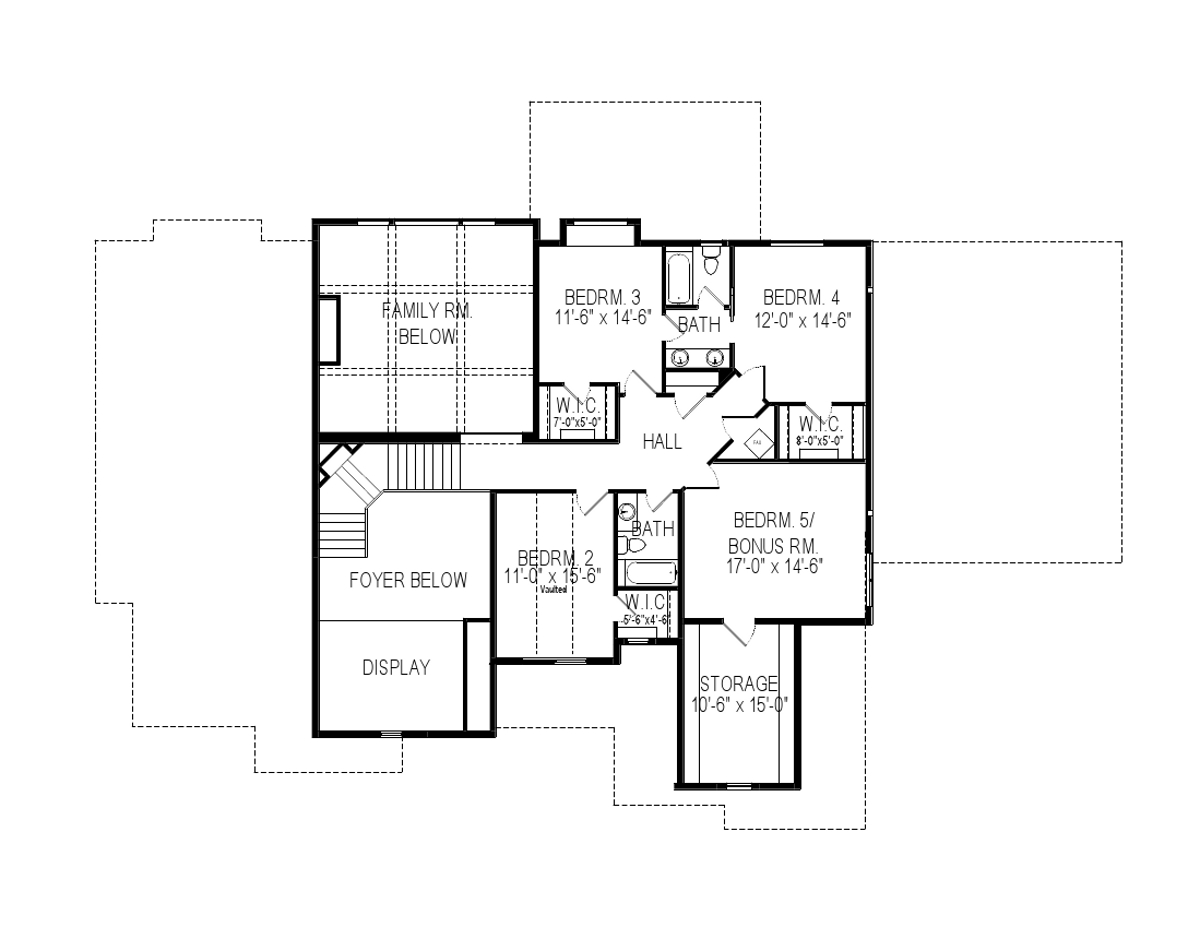 FAMILY RM.
BELOW
BEDRM. 3
11'-6" x 14'-6"
BATH
BEDRM. 4
12'-0" x 14'-6"
W.I.C.
7'-0"x5'-0"
HALL
W.I.C.
8'-0"x5'-0"
FAU
BEDRM. 2
11'-0" x 15'-6"
Vaulted
BATH
BEDRM. 5/
BONUS RM.
17'-0" x 14'-6"
FOYER BELOW
W.I.C
5'-6"x4'-6"
DISPLAY
STORAGE
10'-6" x 15'-0"